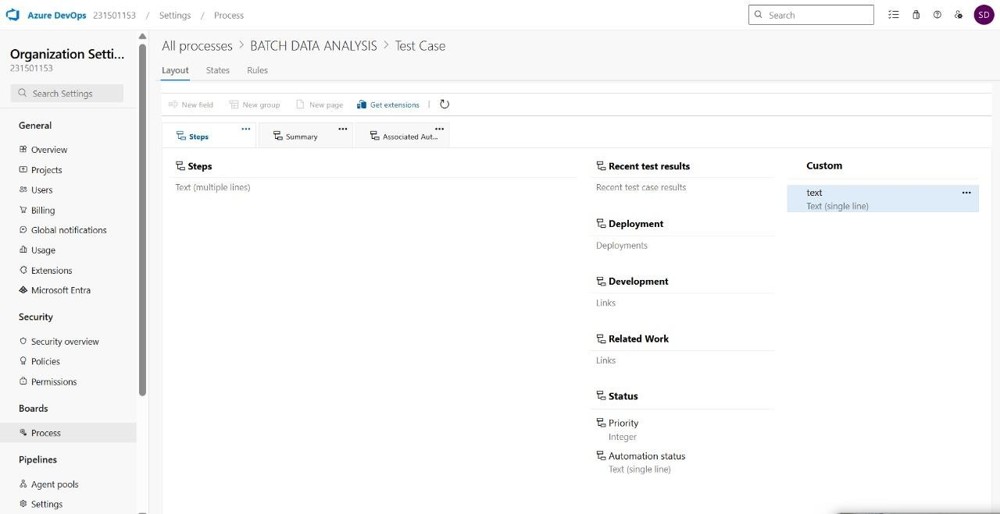 Azure DevOps 231501153 / Settings / Process
Search
SD
Organization Setti...
231501153
Search Settings
General
Overview
Projects
Users
Billing
Global notifications
Usage
Extensions
Microsoft Entra
Security
Security overview
Policies
Permissions
Boards
Process
Pipelines
Agent pools
Settings
All processes > BATCH DATA ANALYSIS > Test Case
Layout States Rules
New field New group New page Get extensions
Steps Summary Associated Aut...
Steps
Text (multiple lines)
Recent test results
Recent test case results
Deployment
Deployments
Development
Links
Related Work
Links
Status
Priority
Integer
Automation status
Text (single line)
Custom
text
Text (single line)